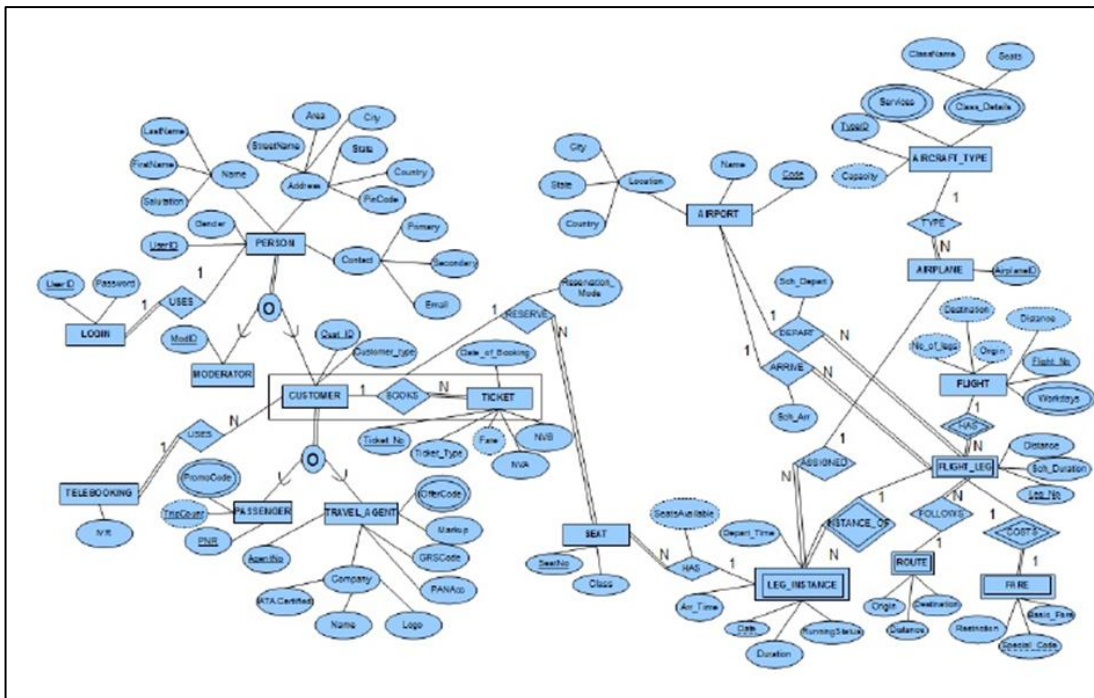 ClassName
Seats
Area
City
Services
Class_Details
LastName
StreetName
State
TypeID
AIRCRAFT_TYPE
FirstName
Name
Address
Country
City
Name
Code
Capacity
Salutation
PinCode
State
Location
Gender
Primary
Country
AIRPORT
1
TYPE
UserID
PERSON
Contact
Secondary
N
AIRPLANE
AirplaneID
UserID
Password
1
Email
Reservation_Mode
Sch_Depart
1
USES
1
RESERVE
1
DEPART
N
Destination
Distance
LOGIN
O
No_of_legs
Origin
Flight_No
ModID
Cust_ID
Customer_type
Date_of_Booking
1
ARRIVE
N
FLIGHT
MODERATOR
Workdays
CUSTOMER
1
BOOKS
N
TICKET
Sch_Arr
1
HAS
N
USES
N
Ticket_No
Ticket_Type
Fare
NVB
NVA
1
ASSIGNED
N
N
FLIGHT_LEG
Distance
Sch_Duration
Leg_No
O
1
TELEBOOKING
PromoCode
OfferCode
SeatsAvailable
1
N
FOLLOWS
1
TripCount
PASSENGER
TRAVEL_AGENT
Markup
SEAT
Depart_Time
INSTANCE_OF
COSTS
IVR
PNR
AgentNo
GRSCode
N
HAS
1
N
1
1
SeatNo
LEG_INSTANCE
ROUTE
FARE
Company
PANAcc
Class
Arr_Time
Origin
Destination
Basic_Fare
IATA.Certified
Date
RunningStatus
Distance
Restriction
Special_Code
Name
Logo
Duration